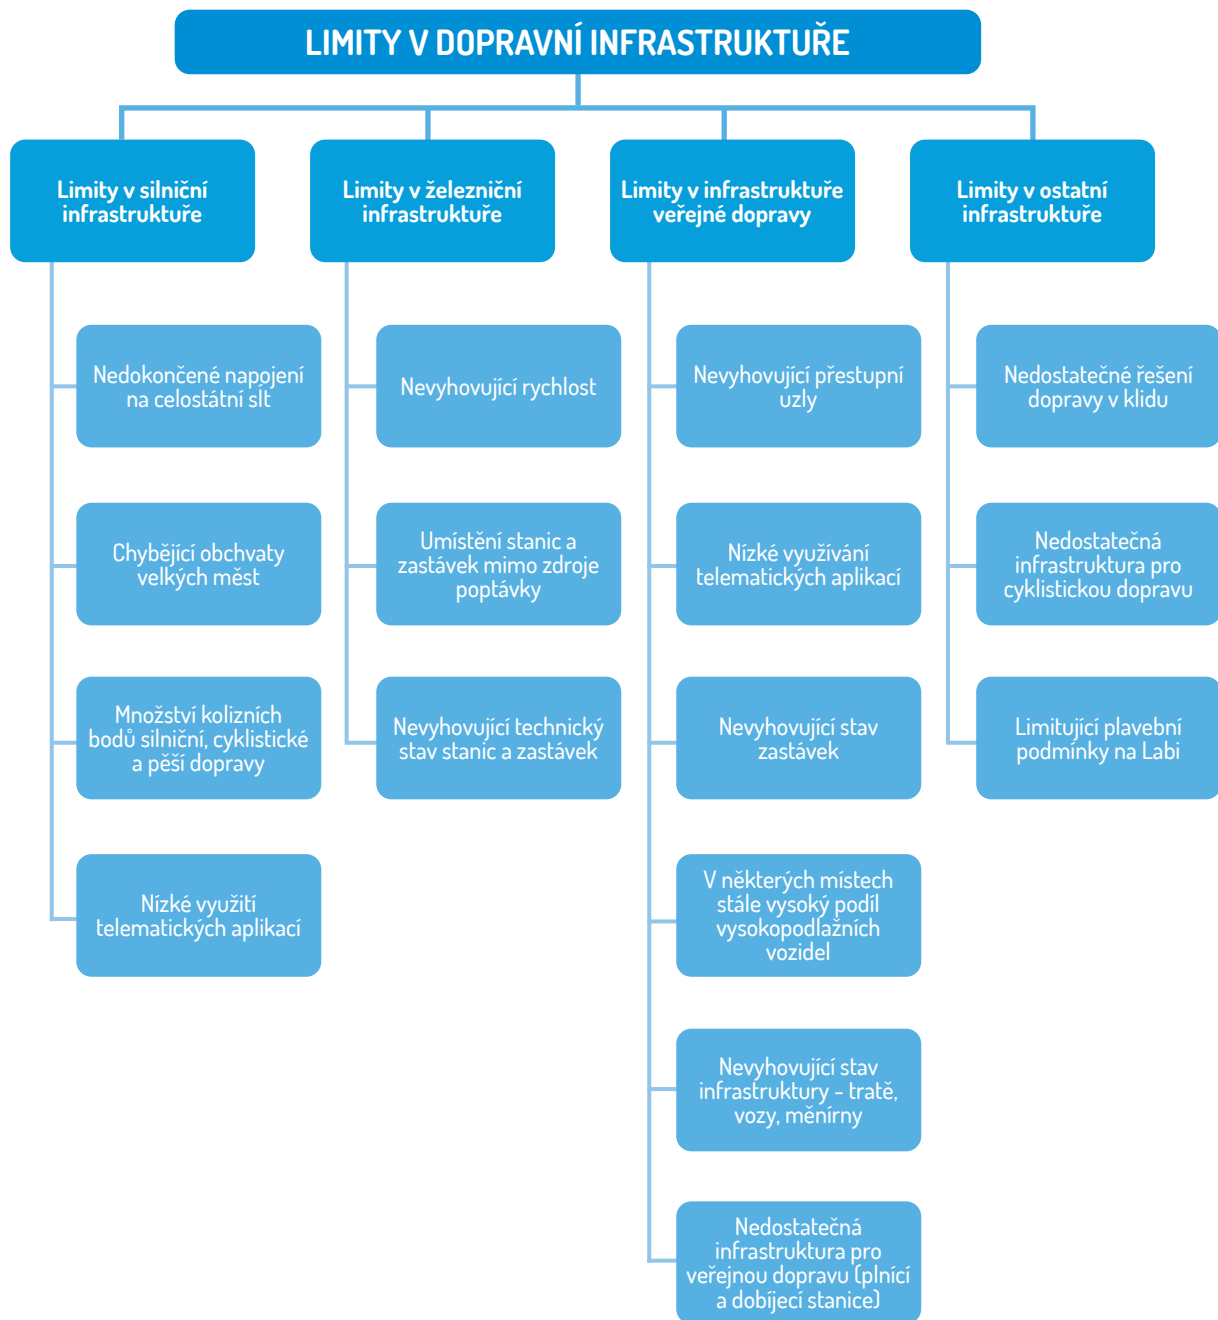 LIMITY V DOPRAVNÍ INFRASTRUKTUŘE
Limity v silniční
infrastruktuře
Nedokončené napojení
na celostátní síť
Chybějící obchvaty
velkých měst
Množství kolizních
bodů silniční, cyklistické
a pěší dopravy
Nízké využití
telematických aplikací
Limity v železniční
infrastruktuře
Nevyhovující rychlost
Umístění stanic a
zastávek mimo zdroje
poptávky
Nevyhovující technický
stav stanic a zastávek
Limity v infrastruktuře
veřejné dopravy
Nevyhovující přestupní
uzly
Nízké využívání
telematických aplikací
Nevyhovující stav
zastávek
V některých místech
stále vysoký podíl
vysokopodlažních
vozidel
Nevyhovující stav
infrastruktury – tratě,
vozy, měnírny
Nedostatečná
infrastruktura pro
veřejnou dopravu (plnící
a dobíjecí stanice)
Limity v ostatní
infrastruktuře
Nedostatečné řešení
dopravy v klidu
Nedostatečná
infrastruktura pro
cyklistickou dopravu
Limitující plavební
podmínky na Labi